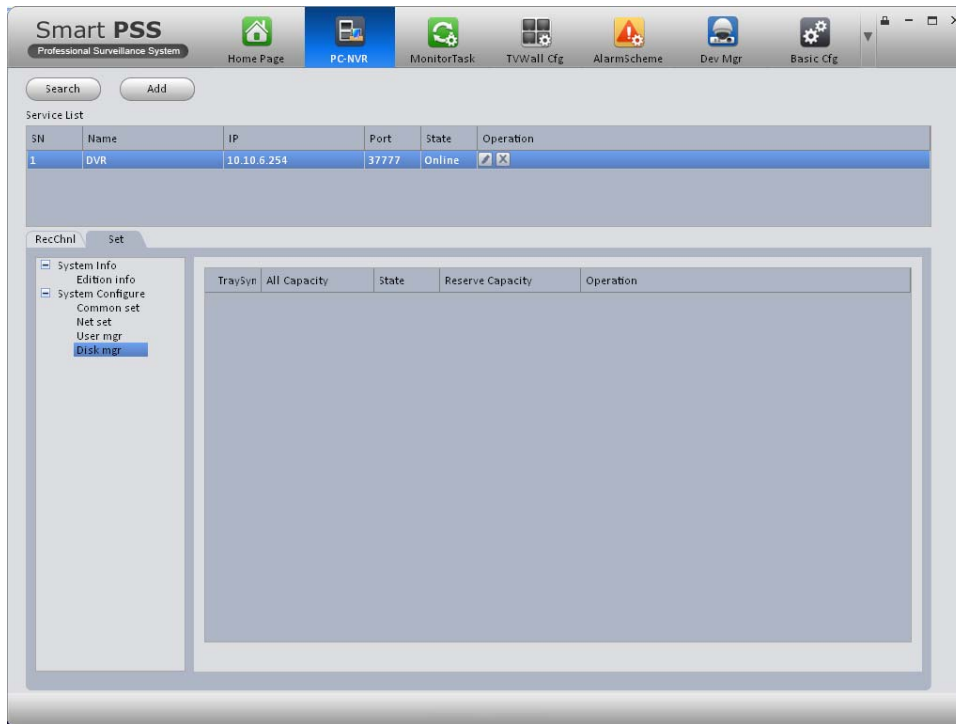 Smart PSS
Professional Surveillance System
Home Page PC-NVR MonitorTask TVWall Cfg AlarmScheme Dev Mgr Basic Cfg
Search Add
Service List
SN Name IP Port State Operation
1 DVR 10.10.6.254 37777 Online
RecChnl Set
System Info
Edition info
System Configure
Common set
Net set
User mgr
Disk mgr
TraySyn All Capacity State Reserve Capacity Operation